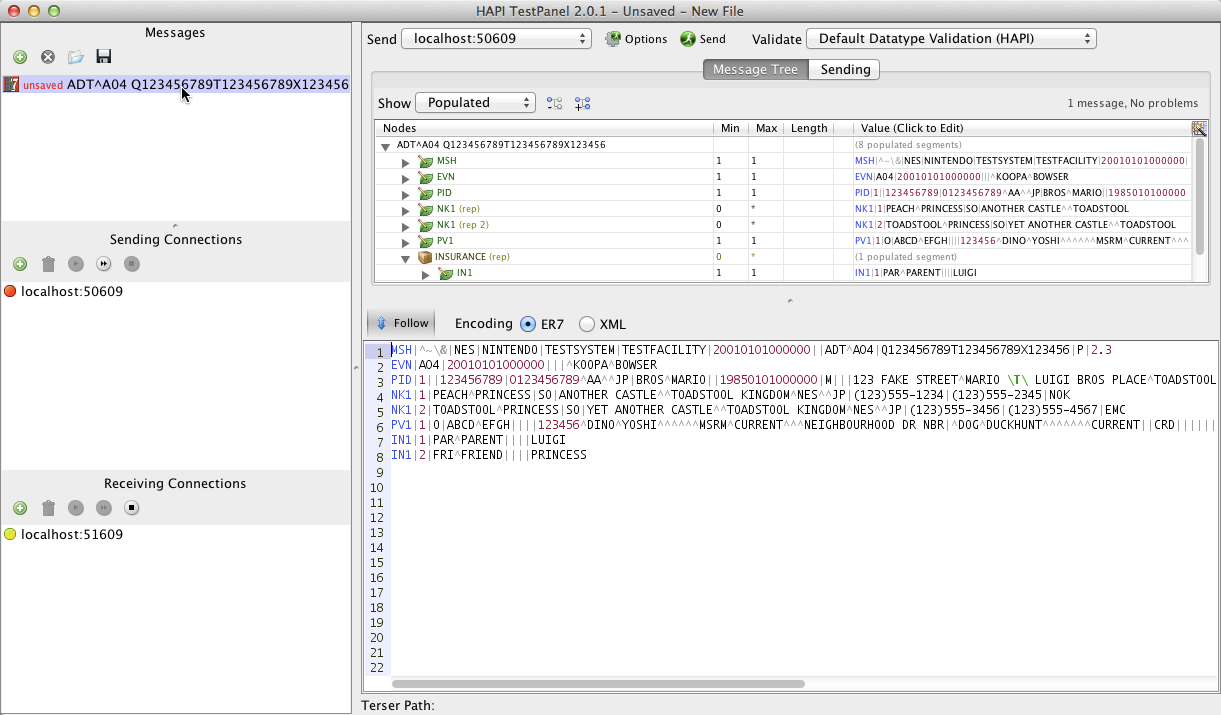 HAPI TestPanel 2.0.1 - Unsaved - New File
Messages
unsaved ADT^A04 Q123456789T123456789X123456
Sending Connections
localhost:50609
Receiving Connections
localhost:51609
Send localhost:50609 Options Send Validate Default Datatype Validation (HAPI)
Message Tree Sending
Show Populated 1 message, No problems
Nodes Min Max Length Value (Click to Edit)
ADT^A04 Q123456789T123456789X123456 (8 populated segments)
MSH 1 1 MSH|^~\&|NES|NINTENDO|TESTSYSTEM|TESTFACILITY|20010101000000|
EVN 1 1 EVN|A04|20010101000000|||^KOOPA^BOWSER
PID 1 1 PID|1||123456789|0123456789^AA^^JP|BROS^MARIO||1985010100000
NK1 (rep) 0 * NK1|1|PEACH^PRINCESS|SO|ANOTHER CASTLE^^TOADSTOOL
NK1 (rep 2) 0 * NK1|2|TOADSTOOL^PRINCESS|SO|YET ANOTHER CASTLE^^TOADSTOOL
PV1 1 1 PV1|1|O|ABCD^EFGH||||123456^DINO^YOSHI^^^^^^MSRM^CURRENT^^^
INSURANCE (rep) 0 * (1 populated segment)
IN1 1 1 IN1|1|PAR^PARENT||||LUIGI
Follow Encoding ER7 XML
1 MSH|^~\&|NES|NINTENDO|TESTSYSTEM|TESTFACILITY|20010101000000||ADT^A04|Q123456789T123456789X123456|P|2.3
2 EVN|A04|20010101000000|||^KOOPA^BOWSER
3 PID|1||123456789|0123456789^AA^^JP|BROS^MARIO||19850101000000|M|||123 FAKE STREET^MARIO \T\ LUIGI BROS PLACE^TOADSTOOL
4 NK1|1|PEACH^PRINCESS|SO|ANOTHER CASTLE^^TOADSTOOL KINGDOM^NES^^JP|(123)555-1234|(123)555-2345|NOK
5 NK1|2|TOADSTOOL^PRINCESS|SO|YET ANOTHER CASTLE^^TOADSTOOL KINGDOM^NES^^JP|(123)555-3456|(123)555-4567|EMC
6 PV1|1|O|ABCD^EFGH||||123456^DINO^YOSHI^^^^^^MSRM^CURRENT^^^NEIGHBOURHOOD DR NBR|^DOG^DUCKHUNT^^^^^^^CURRENT||CRD|||||||
7 IN1|1|PAR^PARENT||||LUIGI
8 IN1|2|FRI^FRIEND||||PRINCESS
9
10
11
12
13
14
15
16
17
18
19
20
21
22
Terser Path: